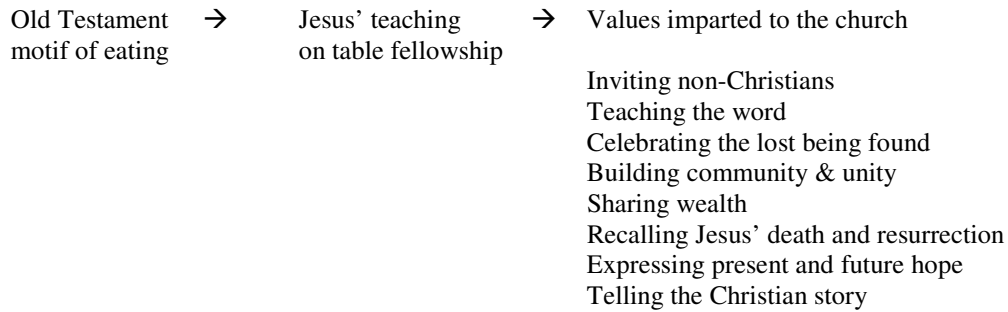 Old Testament → Jesus’ teaching → Values imparted to the church
motif of eating on table fellowship
Inviting non-Christians
Teaching the word
Celebrating the lost being found
Building community & unity
Sharing wealth
Recalling Jesus’ death and resurrection
Expressing present and future hope
Telling the Christian story